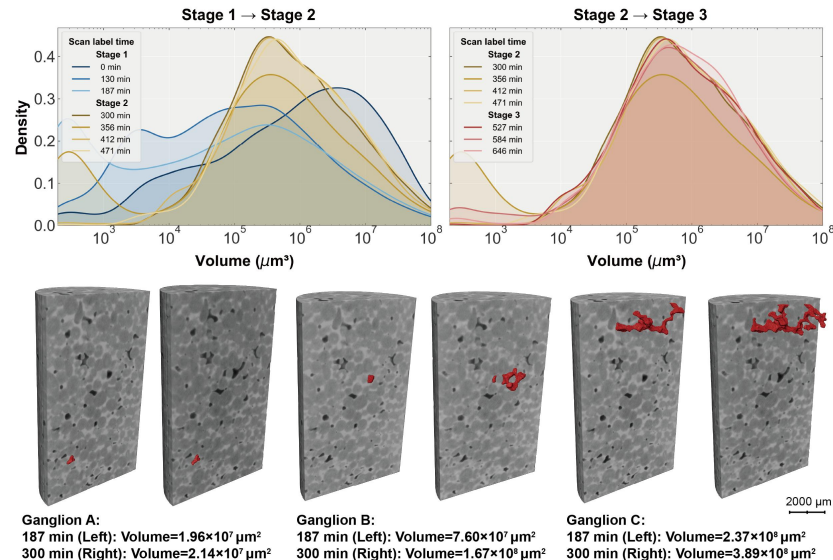 Stage 1 → Stage 2
Scan label time
Stage 1
0 min
130 min
187 min
Stage 2
300 min
356 min
412 min
471 min
Density
0.4
0.3
0.2
0.1
0.0
10³ 10⁴ 10⁵ 10⁶ 10⁷ 10⁸
Volume (μm³)
Stage 2 → Stage 3
Scan label time
Stage 2
300 min
356 min
412 min
471 min
Stage 3
527 min
584 min
646 min
10³ 10⁴ 10⁵ 10⁶ 10⁷ 10⁸
Volume (μm³)
2000 μm
Ganglion A:
187 min (Left): Volume=1.96×10⁷ μm²
300 min (Right): Volume=2.14×10⁷ μm²
Ganglion B:
187 min (Left): Volume=7.60×10⁷ μm²
300 min (Right): Volume=1.67×10⁸ μm²
Ganglion C:
187 min (Left): Volume=2.37×10⁸ μm²
300 min (Right): Volume=3.89×10⁸ μm²